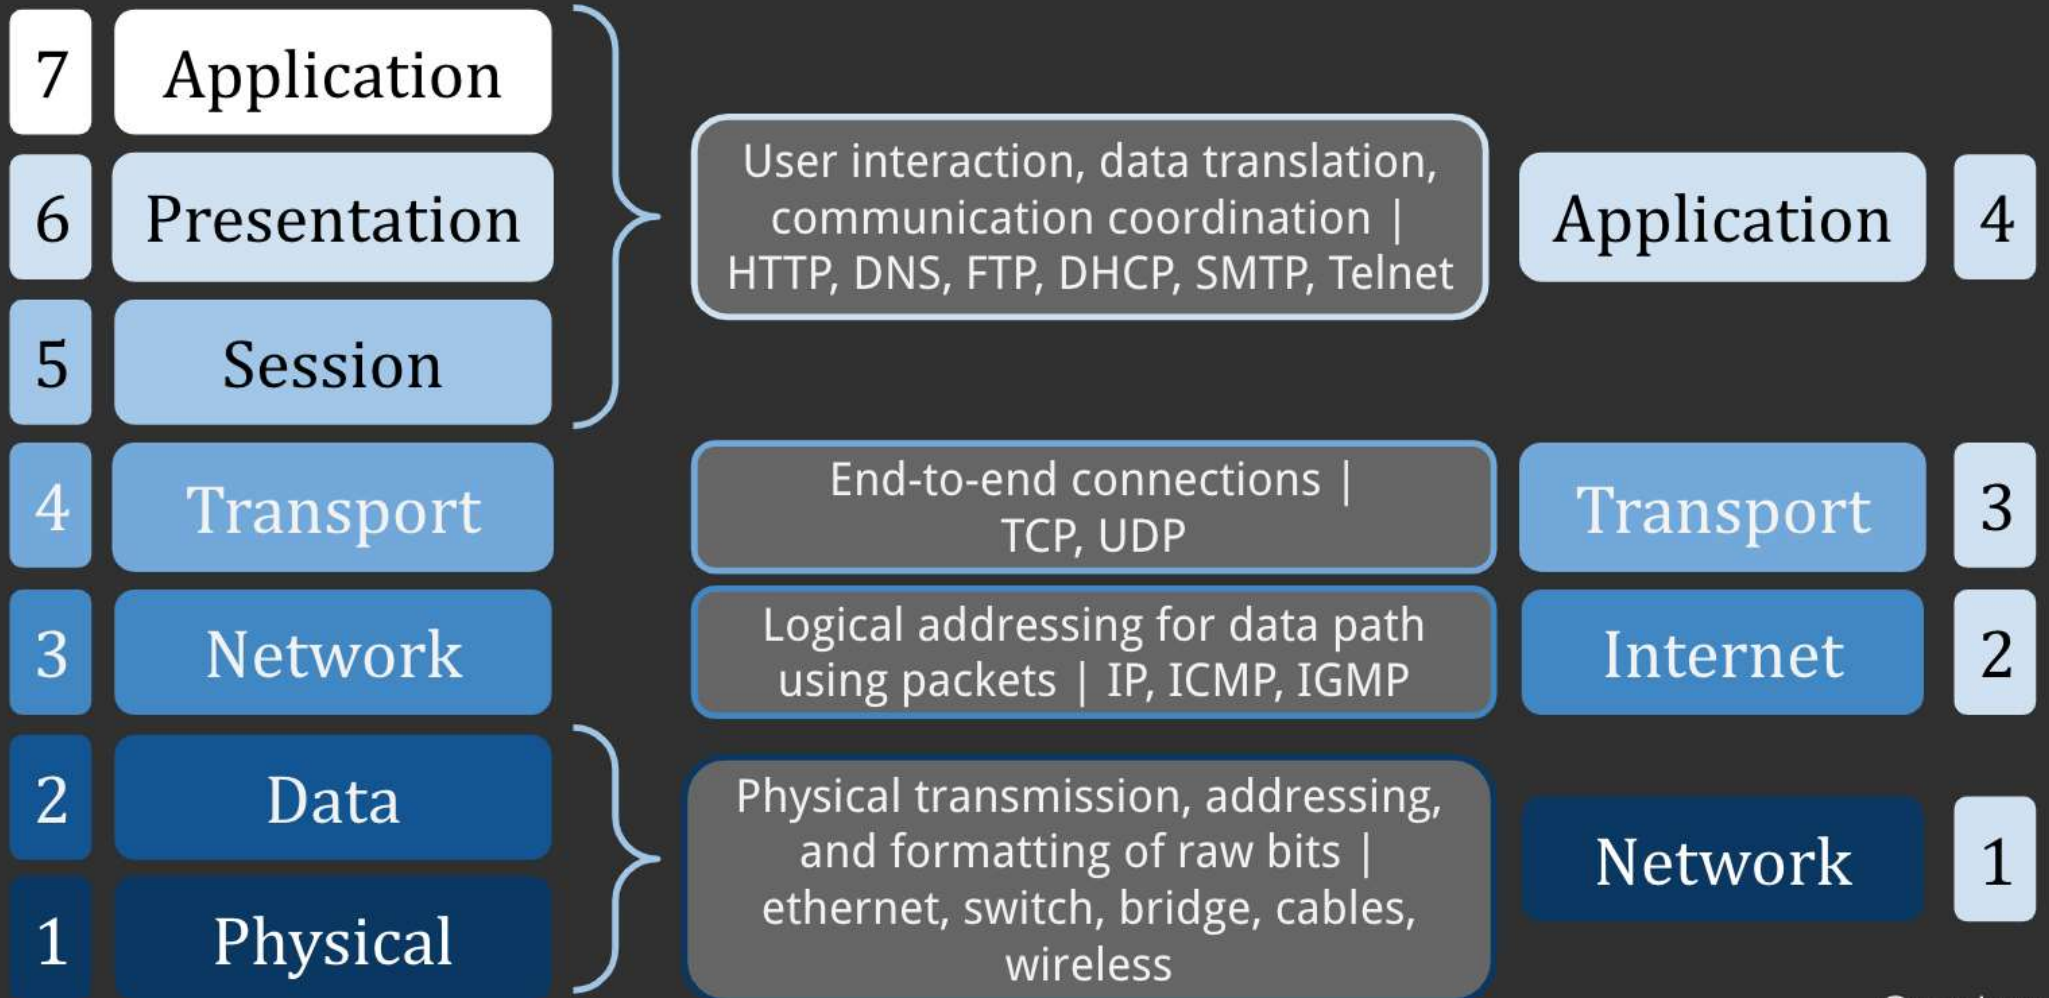 7
Application
6
Presentation
5
Session
4
Transport
3
Network
2
Data
1
Physical
User interaction, data translation,
communication coordination |
HTTP, DNS, FTP, DHCP, SMTP, Telnet
End-to-end connections |
TCP, UDP
Logical addressing for data path
using packets | IP, ICMP, IGMP
Physical transmission, addressing,
and formatting of raw bits |
ethernet, switch, bridge, cables,
wireless
Application
4
Transport
3
Internet
2
Network
1